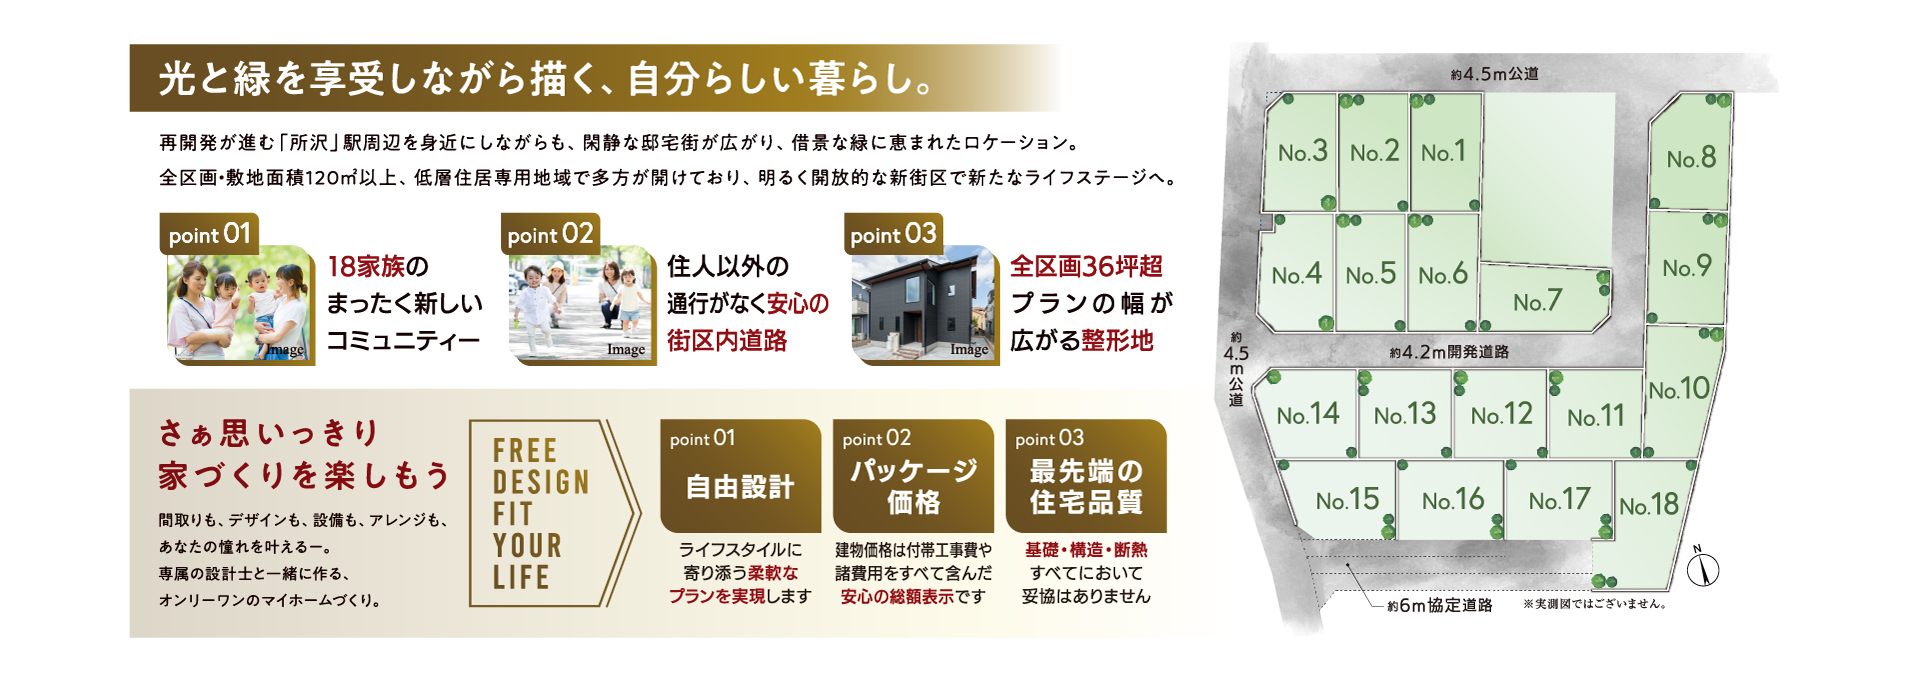 光と緑を享受しながら描く、自分らしい暮らし。
再開発が進む「所沢」駅周辺を身近にしながらも、閑静な邸宅街が広がり、借景な緑に恵まれたロケーション。
全区画・敷地面積120㎡以上、低層住居専用地域で多方が開けており、明るく開放的な新街区で新たなライフステージへ。
point 01
18家族の
まったく新しい
コミュニティー
Image
point 02
住人以外の
通行がなく安心の
街区内道路
Image
point 03
全区画36坪超
プランの幅が
広がる整形地
Image
さぁ思いっきり
家づくりを楽しもう
間取りも、デザインも、設備も、アレンジも、
あなたの憧れを叶えるー。
専属の設計士と一緒に作る、
オンリーワンのマイホームづくり。
FREE
DESIGN
FIT
YOUR
LIFE
point 01
自由設計
ライフスタイルに
寄り添う柔軟な
プランを実現します
point 02
パッケージ
価格
建物価格は付帯工事費や
諸費用をすべて含んだ
安心の総額表示です
point 03
最先端の
住宅品質
基礎・構造・断熱
すべてにおいて
妥協はありません
約4.5m公道
No.3
No.2
No.1
No.8
No.4
No.5
No.6
No.7
No.9
約4.5m公道
約4.2m開発道路
No.10
No.14
No.13
No.12
No.11
No.15
No.16
No.17
No.18
N
約6m協定道路
※実測図ではございません。